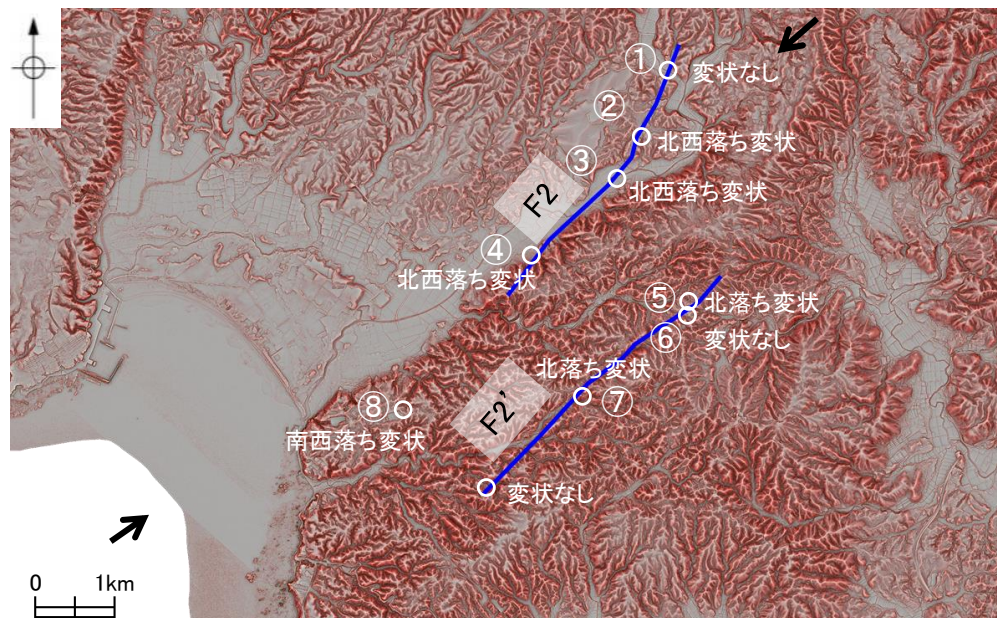 ①
変状なし
②
北西落ち変状
③
北西落ち変状
F2
④
北西落ち変状
⑤
北落ち変状
⑥
変状なし
北落ち変状
⑦
F2’
⑧
南西落ち変状
変状なし
0 1km